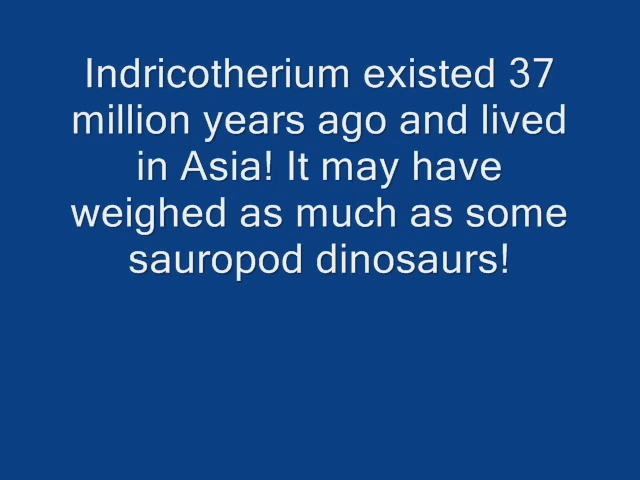 Indricotherium existed 37
million years ago and lived
in Asia! It may have
weighed as much as some
sauropod dinosaurs!